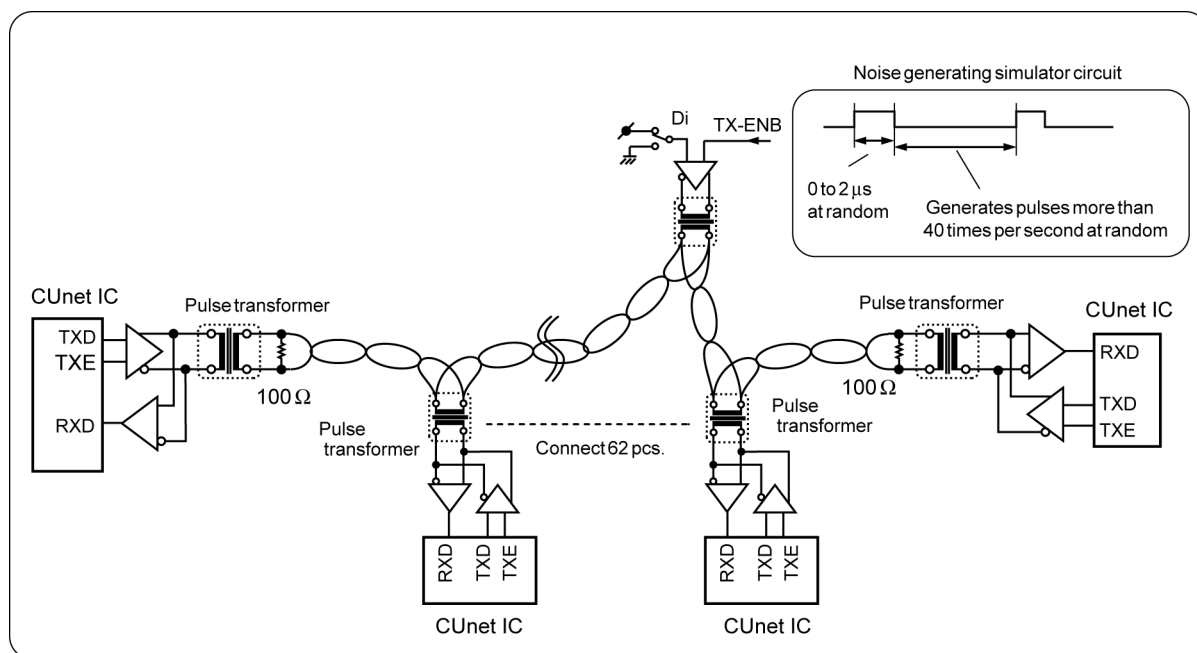 Noise generating simulator circuit
Di
TX-ENB
0 to 2 μs
at random
Generates pulses more than
40 times per second at random
CUnet IC
Pulse transformer
TXD
TXE
RXD
100 Ω
Pulse
transformer
Connect 62 pcs.
Pulse
transformer
Pulse transformer
CUnet IC
100 Ω
RXD
TXD
TXE
RXD
TXD
TXE
CUnet IC
RXD
TXD
TXE
CUnet IC